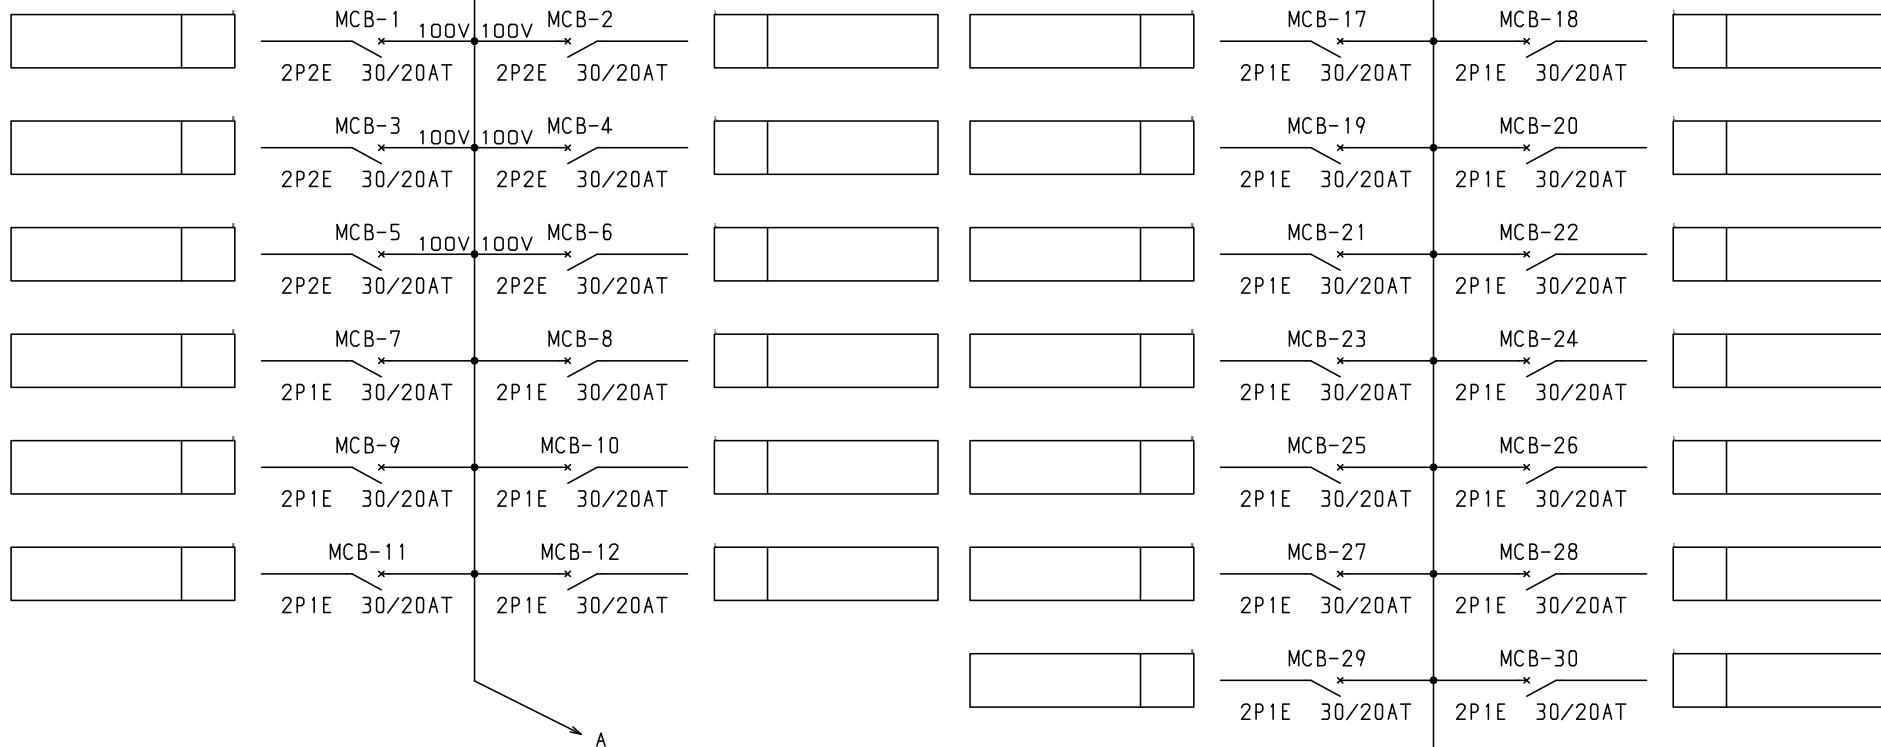 MCB-1 100V 100V MCB-2
2P2E 30/20AT 2P2E 30/20AT
MCB-3 100V 100V MCB-4
2P2E 30/20AT 2P2E 30/20AT
MCB-5 100V 100V MCB-6
2P2E 30/20AT 2P2E 30/20AT
MCB-7 MCB-8
2P1E 30/20AT 2P1E 30/20AT
MCB-9 MCB-10
2P1E 30/20AT 2P1E 30/20AT
MCB-11 MCB-12
2P1E 30/20AT 2P1E 30/20AT
A
MCB-17 MCB-18
2P1E 30/20AT 2P1E 30/20AT
MCB-19 MCB-20
2P1E 30/20AT 2P1E 30/20AT
MCB-21 MCB-22
2P1E 30/20AT 2P1E 30/20AT
MCB-23 MCB-24
2P1E 30/20AT 2P1E 30/20AT
MCB-25 MCB-26
2P1E 30/20AT 2P1E 30/20AT
MCB-27 MCB-28
2P1E 30/20AT 2P1E 30/20AT
MCB-29 MCB-30
2P1E 30/20AT 2P1E 30/20AT